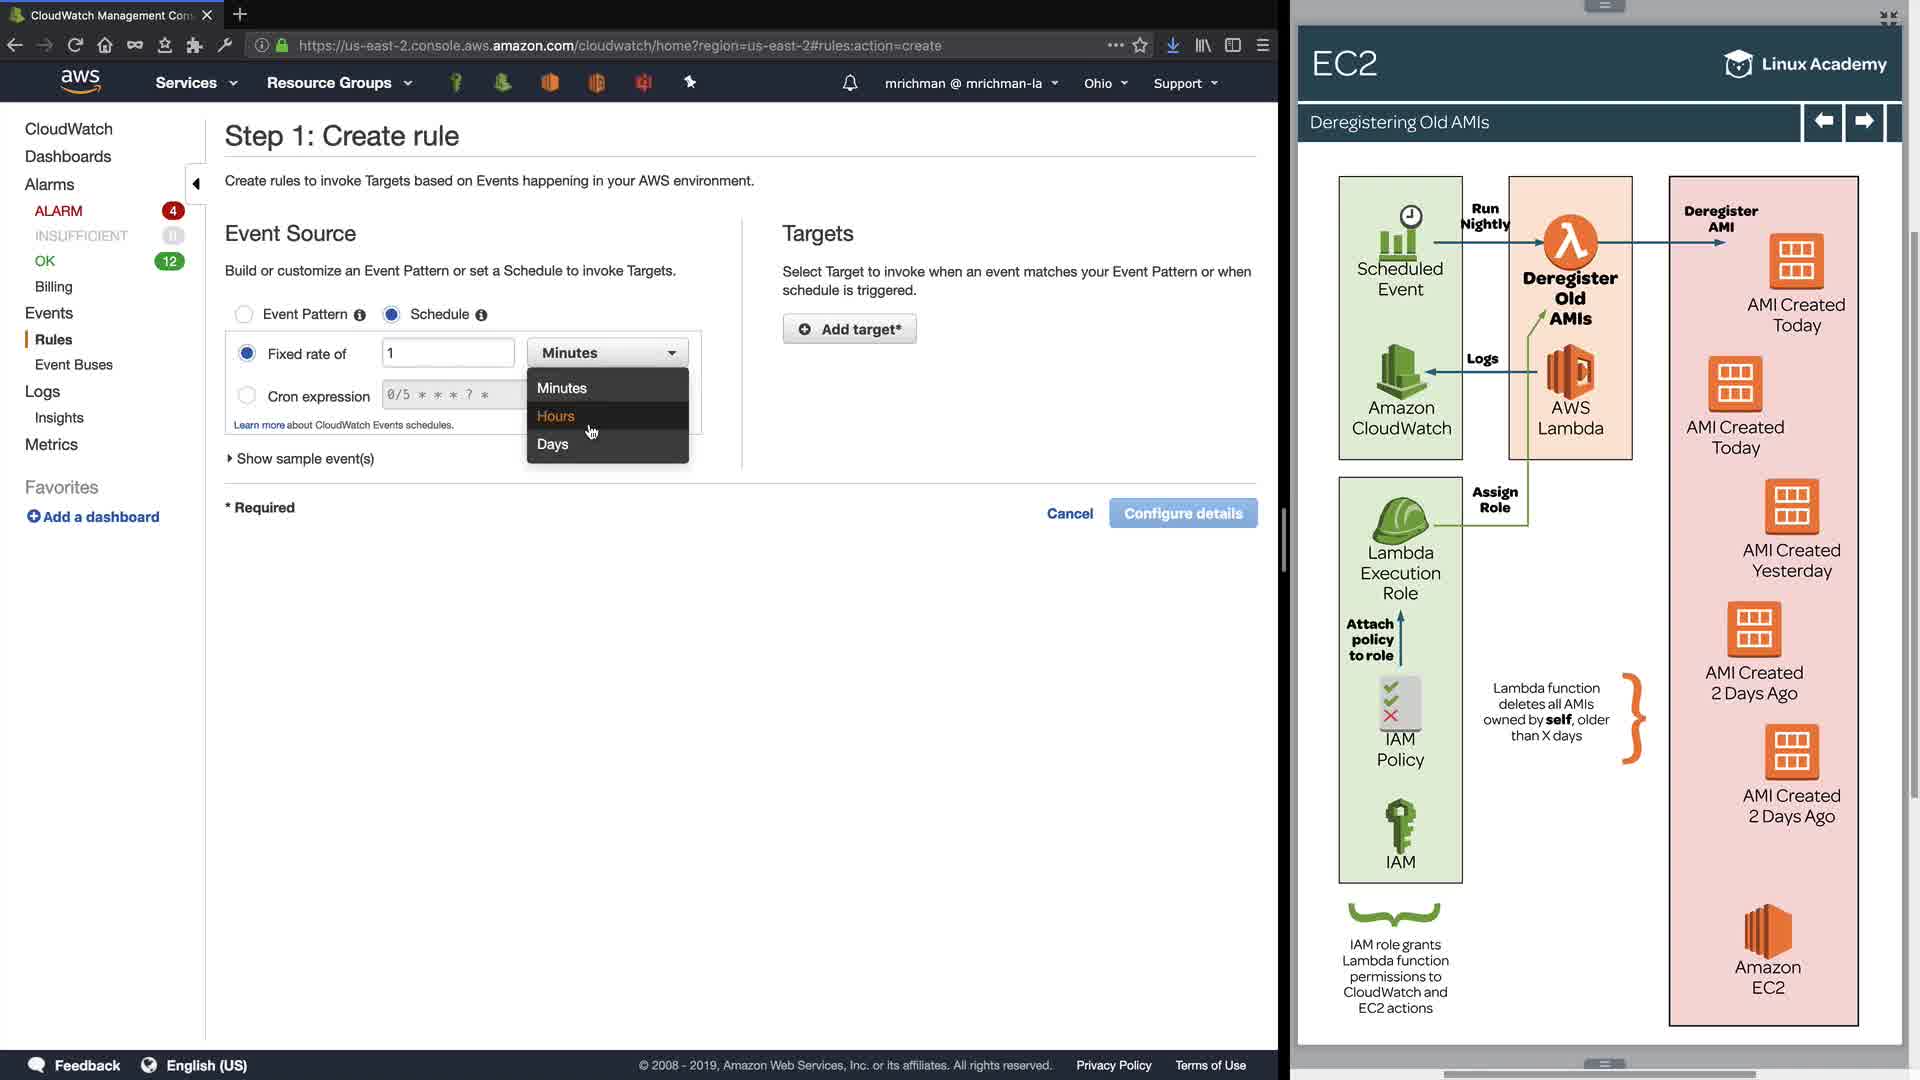 CloudWatch Management Con
https://us-east-2.console.aws.amazon.com/cloudwatch/home?region=us-east-2#rules:action=create
aws
Services
Resource Groups
mrichman @ mrichman-la
Ohio
Support
CloudWatch
Dashboards
Alarms
ALARM
4
INSUFFICIENT
0
OK
12
Billing
Events
Rules
Event Buses
Logs
Insights
Metrics
Favorites
Add a dashboard
Step 1: Create rule
Create rules to invoke Targets based on Events happening in your AWS environment.
Event Source
Build or customize an Event Pattern or set a Schedule to invoke Targets.
Event Pattern
Schedule
Fixed rate of
1
Minutes
Minutes
Hours
Days
Cron expression
0/5 * * * ? *
Learn more about CloudWatch Events schedules.
Show sample event(s)
Targets
Select Target to invoke when an event matches your Event Pattern or when
schedule is triggered.
Add target*
* Required
Cancel
Configure details
Feedback
English (US)
© 2008 - 2019, Amazon Web Services, Inc. or its affiliates. All rights reserved.
Privacy Policy
Terms of Use
EC2
Linux Academy
Deregistering Old AMIs
Scheduled
Event
Run
Nightly
Deregister
Old
AMIs
Deregister
AMI
AMI Created
Today
Amazon
CloudWatch
Logs
AWS
Lambda
AMI Created
Today
Assign
Role
Lambda
Execution
Role
AMI Created
Yesterday
Attach
policy
to role
AMI Created
2 Days Ago
Lambda function
deletes all AMIs
owned by self, older
than X days
IAM
Policy
AMI Created
2 Days Ago
IAM
IAM role grants
Lambda function
permissions to
CloudWatch and
EC2 actions
Amazon
EC2